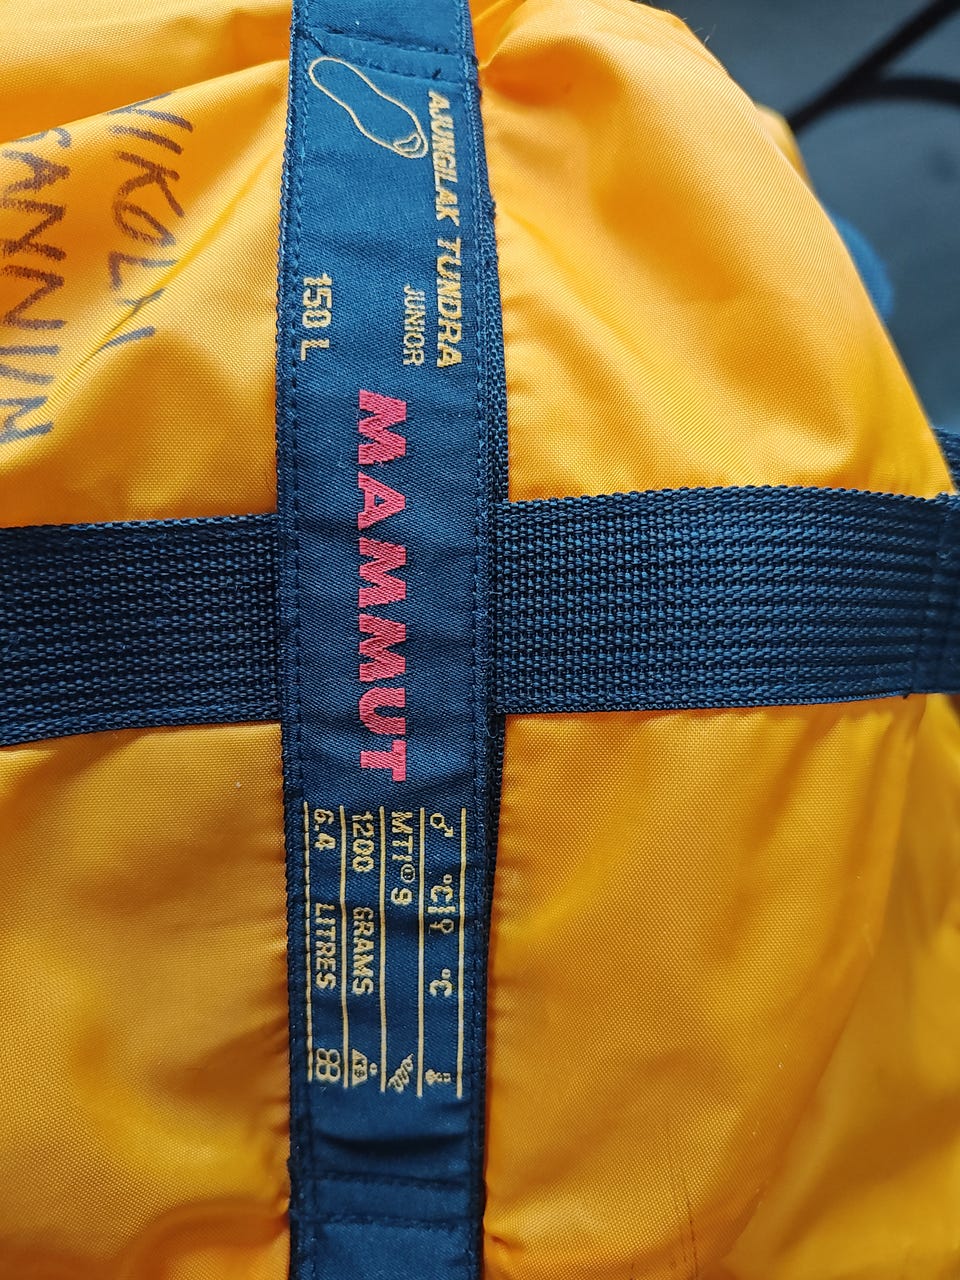 AJUNGILAK TUNDRA
JUNIOR
150 L
MAMMUT
♂ °C | ♀ °C
MTI® 9
1200 GRAMS
6.4 LITRES